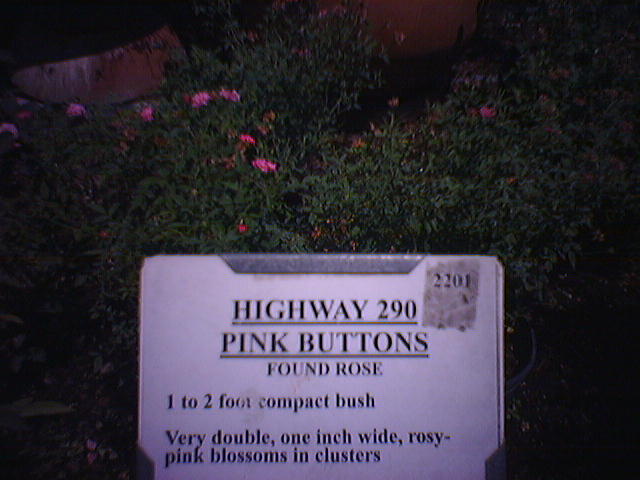 2201
HIGHWAY 290
PINK BUTTONS
FOUND ROSE
1 to 2 foot compact bush
Very double, one inch wide, rosy-
pink blossoms in clusters